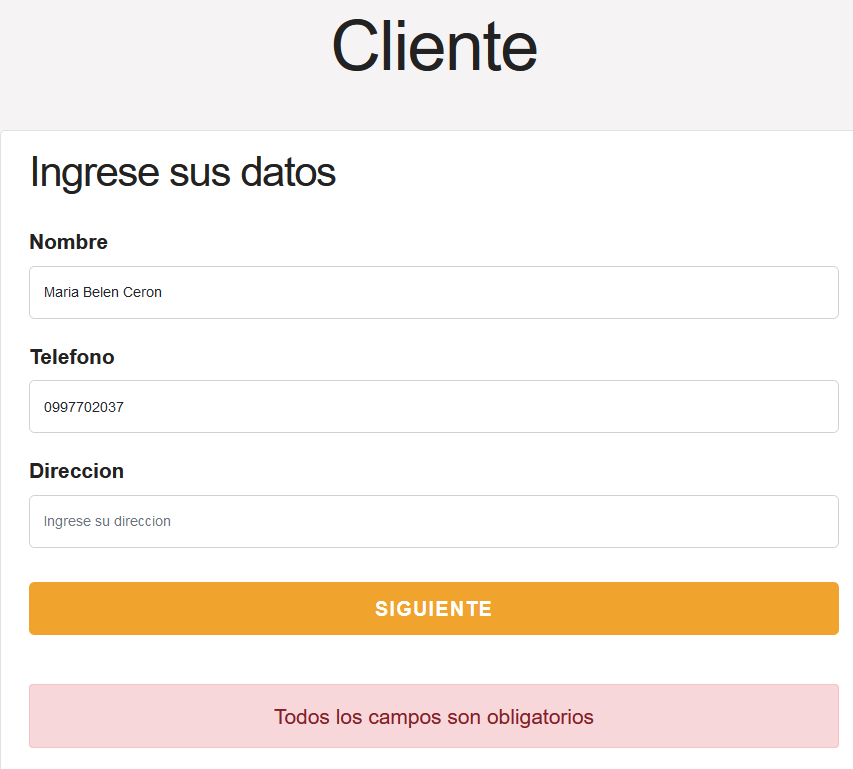 Cliente
Ingrese sus datos
Nombre
Maria Belen Ceron
Telefono
0997702037
Direccion
Ingrese su direccion
SIGUIENTE
Todos los campos son obligatorios